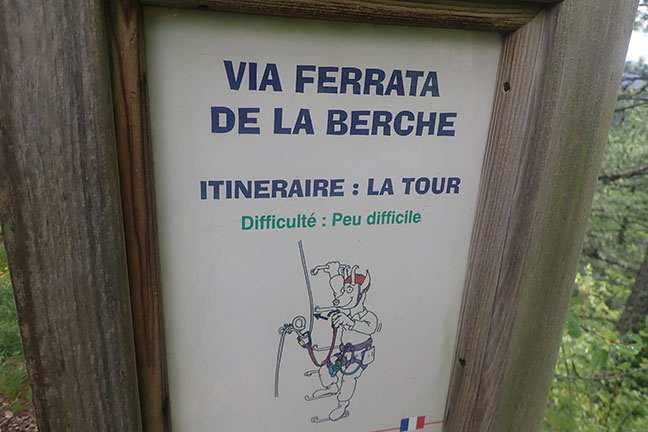 VIA FERRATA
DE LA BERCHE
ITINERAIRE : LA TOUR
Difficulté : Peu difficile